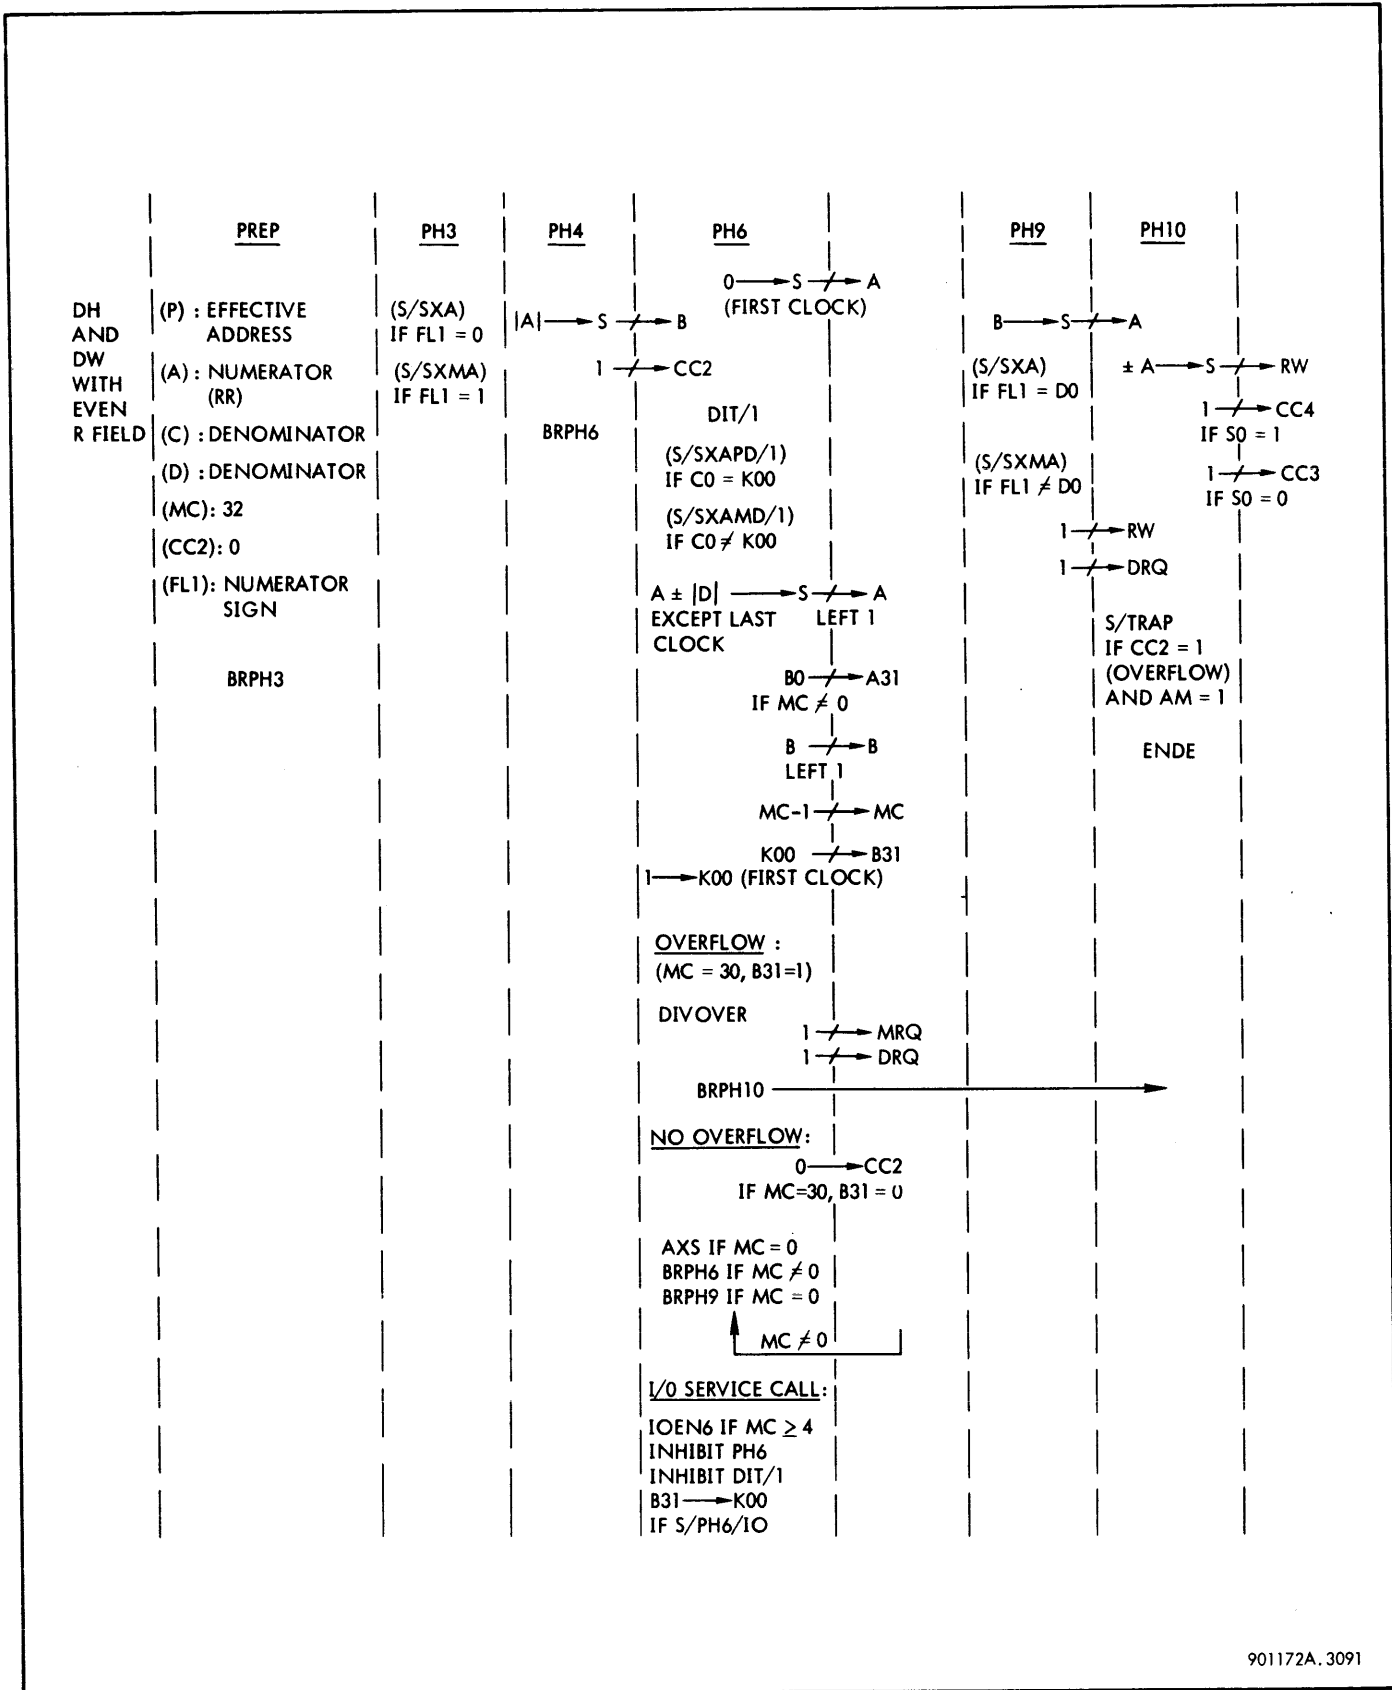 PREP
PH3
PH4
PH6
PH9
PH10
DH
AND
DW
WITH
EVEN
R FIELD
(P) : EFFECTIVE
ADDRESS
(A) : NUMERATOR
(RR)
(C) : DENOMINATOR
(D) : DENOMINATOR
(MC): 32
(CC2): 0
(FL1): NUMERATOR
SIGN
BRPH3
(S/SXA)
IF FL1 = 0
(S/SXMA)
IF FL1 = 1
|A| → S → B
1 → CC2
BRPH6
0 → S → A
(FIRST CLOCK)
DIT/1
(S/SXAPD/1)
IF C0 = K00
(S/SXAMD/1)
IF C0 ≠ K00
A ± |D| → S → A
EXCEPT LAST LEFT 1
CLOCK
B0 → A31
IF MC ≠ 0
B → B
LEFT 1
MC-1 → MC
K00 → B31
1 → K00 (FIRST CLOCK)
OVERFLOW :
(MC = 30, B31=1)
DIVOVER
1 → MRQ
1 → DRQ
BRPH10
NO OVERFLOW:
0 → CC2
IF MC=30, B31 = 0
AXS IF MC = 0
BRPH6 IF MC ≠ 0
BRPH9 IF MC = 0
MC ≠ 0
I/O SERVICE CALL:
IOEN6 IF MC ≥ 4
INHIBIT PH6
INHIBIT DIT/1
B31 → K00
IF S/PH6/IO
B → S → A
(S/SXA)
IF FL1 = D0
(S/SXMA)
IF FL1 ≠ D0
1 → RW
1 → DRQ
± A → S → RW
1 → CC4
IF S0 = 1
1 → CC3
IF S0 = 0
S/TRAP
IF CC2 = 1
(OVERFLOW)
AND AM = 1
ENDE
901172A.3091